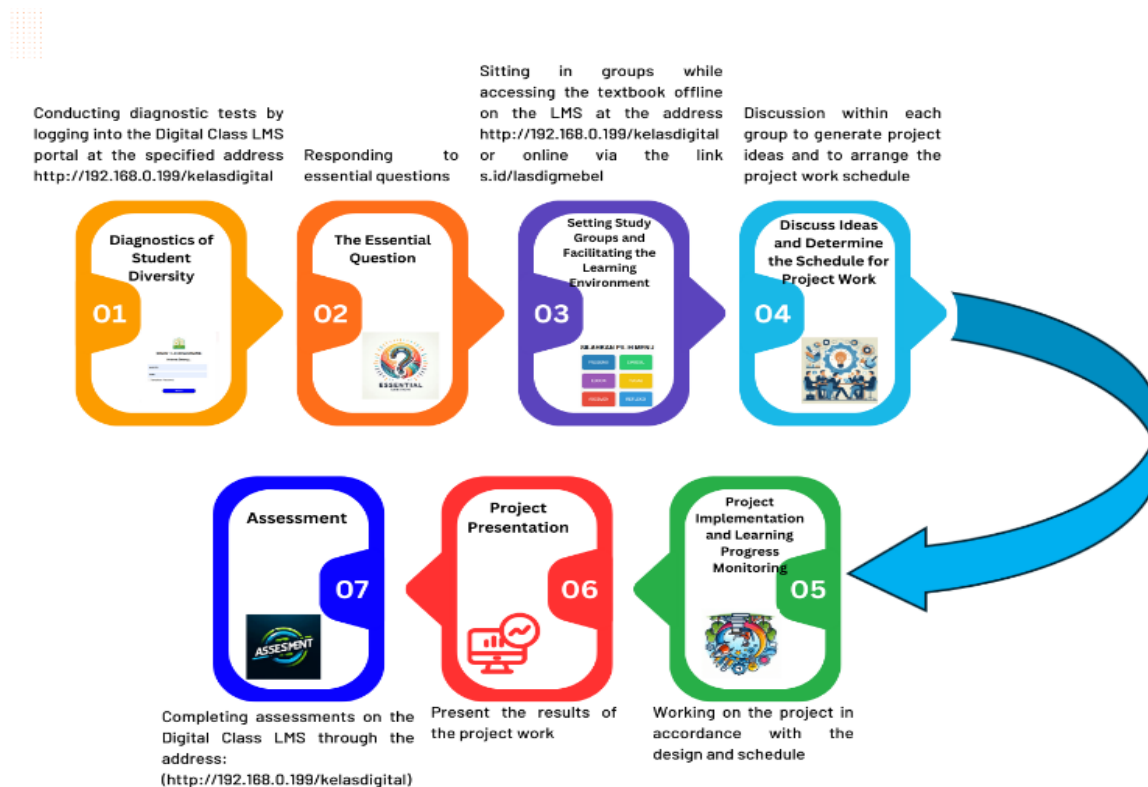 Conducting diagnostic tests by
logging into the Digital Class LMS
portal at the specified address
http://192.168.0.199/kelasdigital
Responding to
essential questions
Sitting in groups while
accessing the textbook offline
on the LMS at the address
http://192.168.0.199/kelasdigital
or online via the link
s.id/lasdigmebel
Discussion within each
group to generate project
ideas and to arrange the
project work schedule
Diagnostics of
Student
Diversity
01
The Essential
Question
02
ESSENTIAL
Setting Study
Groups and
Facilitating the
Learning
Environment
03
Discuss Ideas
and Determine
the Schedule for
Project Work
04
Project
Implementation
and Learning
Progress
Monitoring
05
Working on the project in
accordance with the
design and schedule
Project
Presentation
06
Present the results of
the project work
Assessment
07
ASSESMENT
Completing assessments on the
Digital Class LMS through the
address:
(http://192.168.0.199/kelasdigital)